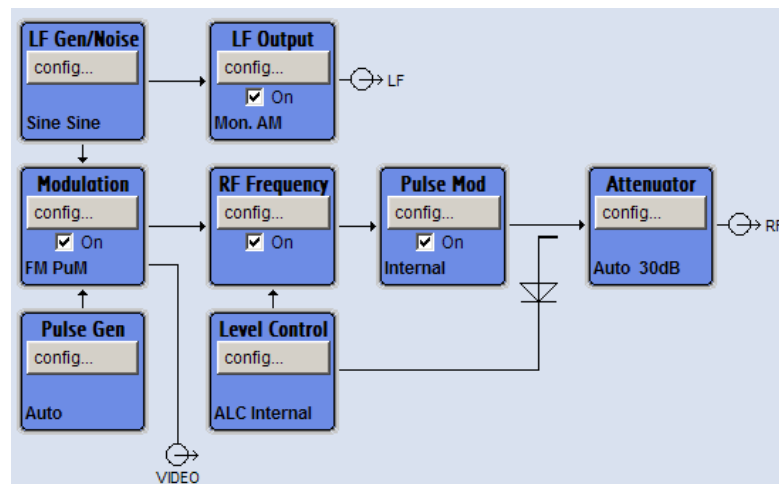 LF Gen/Noise
config...
Sine Sine
LF Output
config...
On
Mon. AM
LF
Modulation
config...
On
FM PuM
RF Frequency
config...
On
Pulse Mod
config...
On
Internal
Attenuator
config...
Auto 30dB
RF
Pulse Gen
config...
Auto
Level Control
config...
ALC Internal
VIDEO